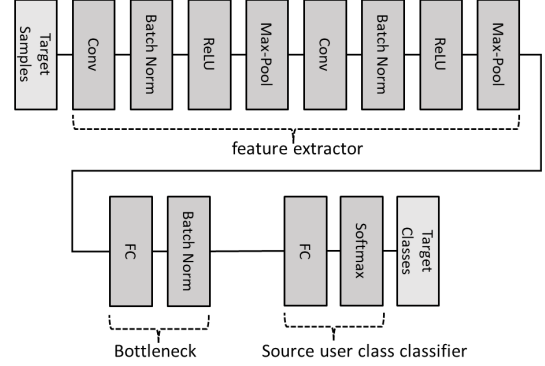 Target
Samples
Conv
Batch Norm
ReLU
Max-Pool
Conv
Batch Norm
ReLU
Max-Pool
feature extractor
FC
Batch Norm
FC
Softmax
Target
Classes
Bottleneck
Source user class classifier